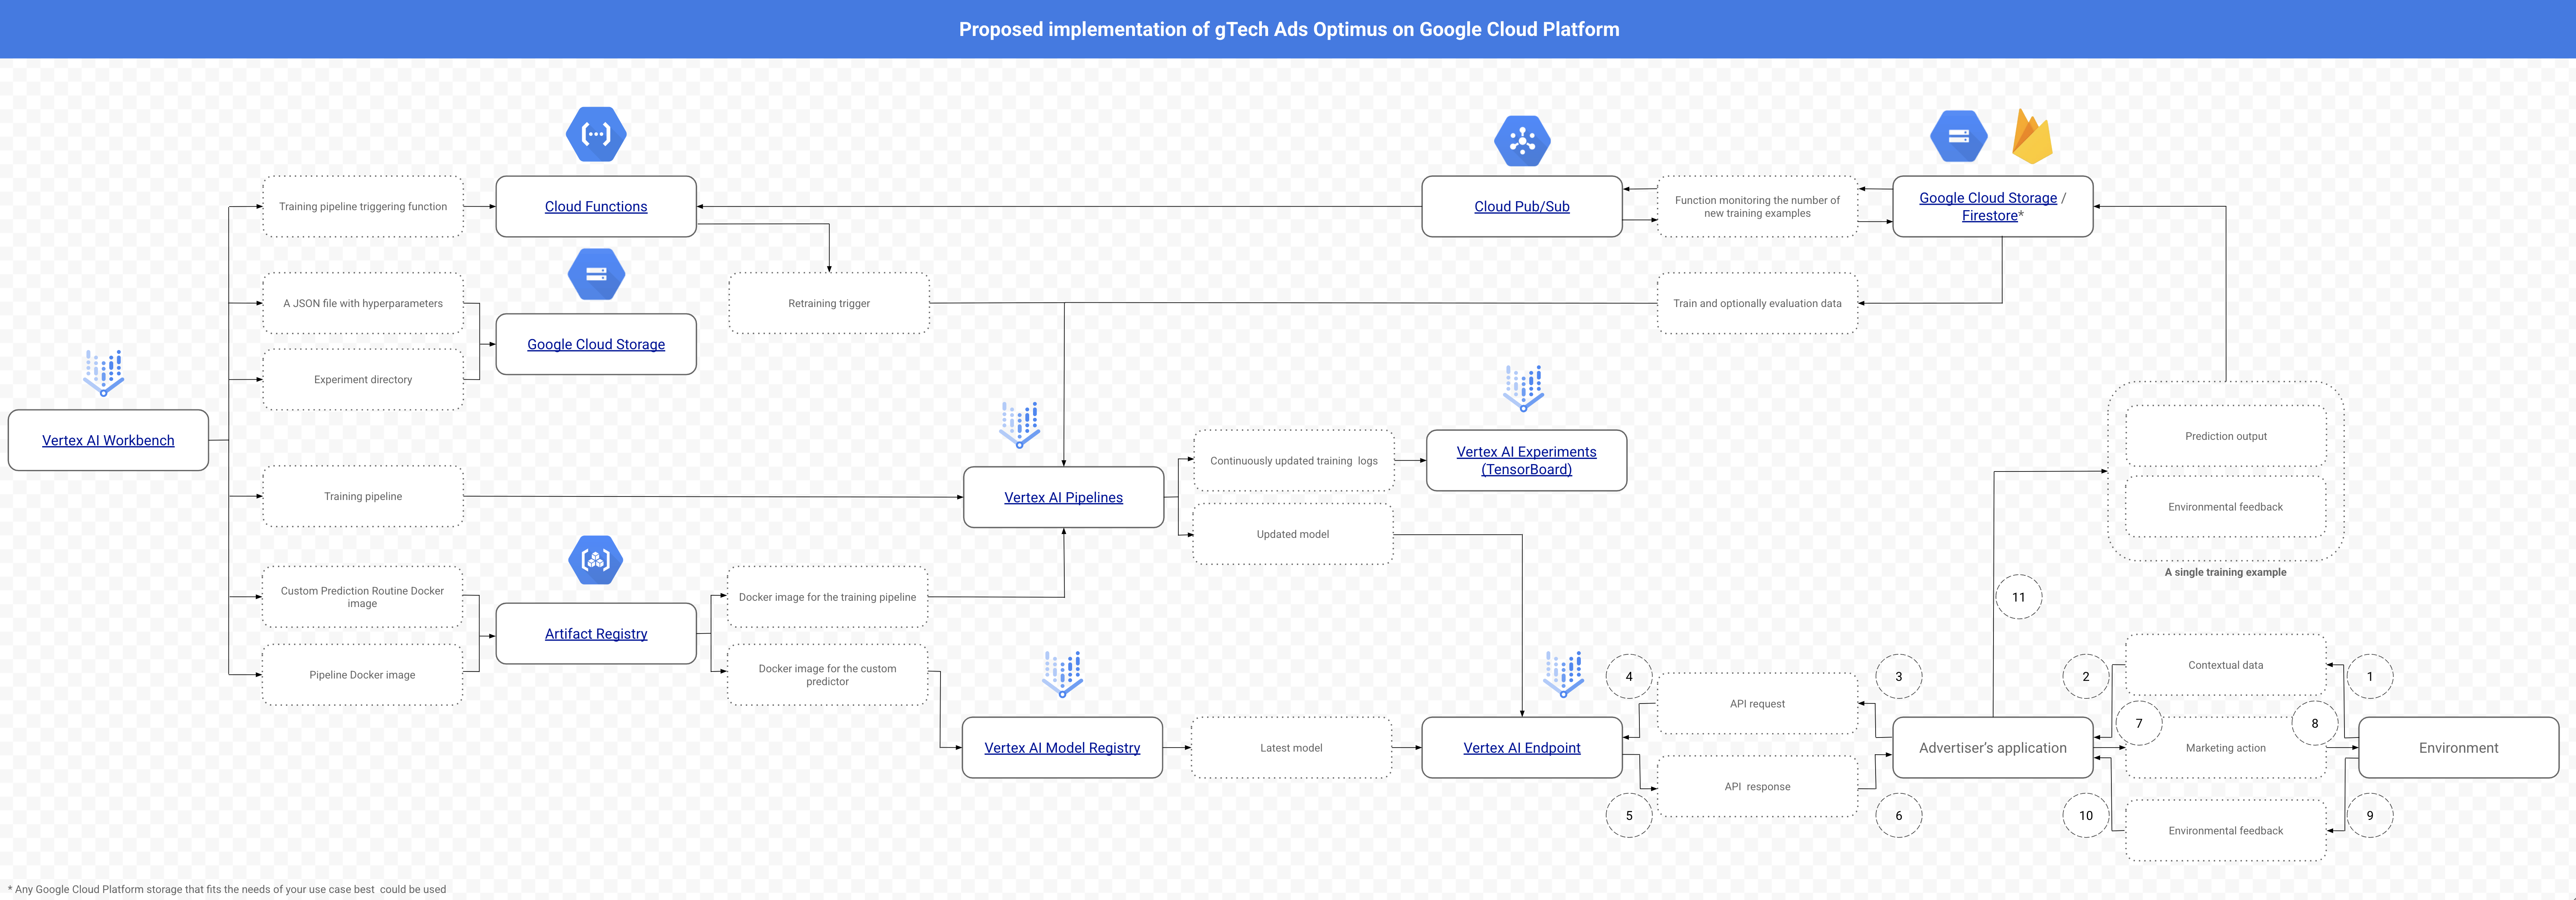 Proposed implementation of gTech Ads Optimus on Google Cloud Platform
Training pipeline triggering function
Cloud Functions
Cloud Pub/Sub
Function monitoring the number of
new training examples
Google Cloud Storage /
Firestore*
A JSON file with hyperparameters
Retraining trigger
Train and optionally evaluation data
Google Cloud Storage
Experiment directory
Vertex AI Workbench
Prediction output
Continuously updated training  logs
Vertex AI Experiments
(TensorBoard)
Training pipeline
Vertex AI Pipelines
Environmental feedback
Updated model
A single training example
Custom Prediction Routine Docker
image
Docker image for the training pipeline
11
Artifact Registry
Pipeline Docker image
Docker image for the custom
predictor
4
3
2
Contextual data
1
API request
7
8
Vertex AI Model Registry
Latest model
Vertex AI Endpoint
Advertiser's application
Marketing action
Environment
API  response
5
6
10
9
Environmental feedback
* Any Google Cloud Platform storage that fits the needs of your use case best  could be used